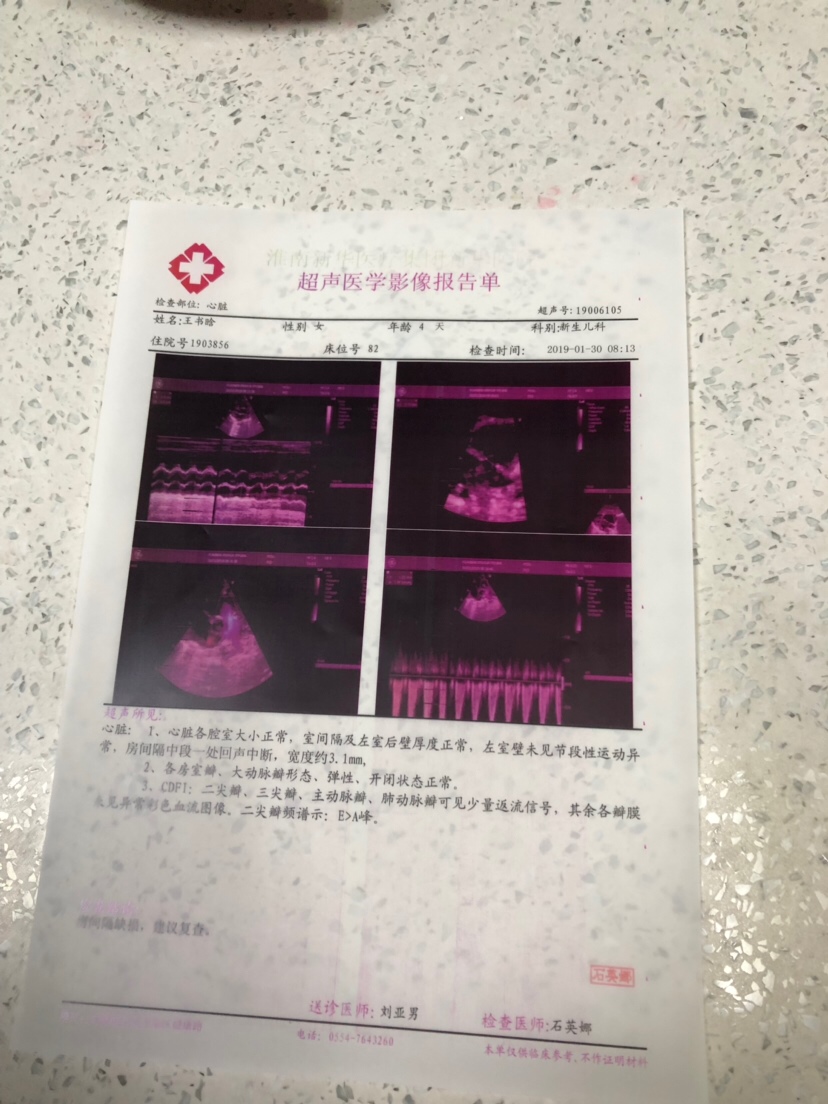 超声医学影像报告单
检查部位: 心脏 超声号: 19006105
姓名: 王书晗 性别 女 年龄 4 天 科别: 新生儿科
住院号 1903856 床位号 82 检查时间: 2019-01-30 08:13
超声所见:
心脏: 1、心脏各腔室大小正常, 室间隔及左室后壁厚度正常, 左室壁未见节段性运动异
常, 房间隔中段一处回声中断, 宽度约3.1mm,
2、各房室瓣、大动脉瓣形态、弹性、开闭状态正常。
3、CDFI: 二尖瓣、三尖瓣、主动脉瓣、肺动脉瓣可见少量返流信号, 其余各瓣膜
未见异常彩色血流图像。二尖瓣频谱示: E>A峰。
房间隔缺损, 建议复查。
石英娜
送诊医师: 刘亚男 检查医师: 石英娜
电话: 0554-7643260
本单仅供临床参考, 不作证明材料